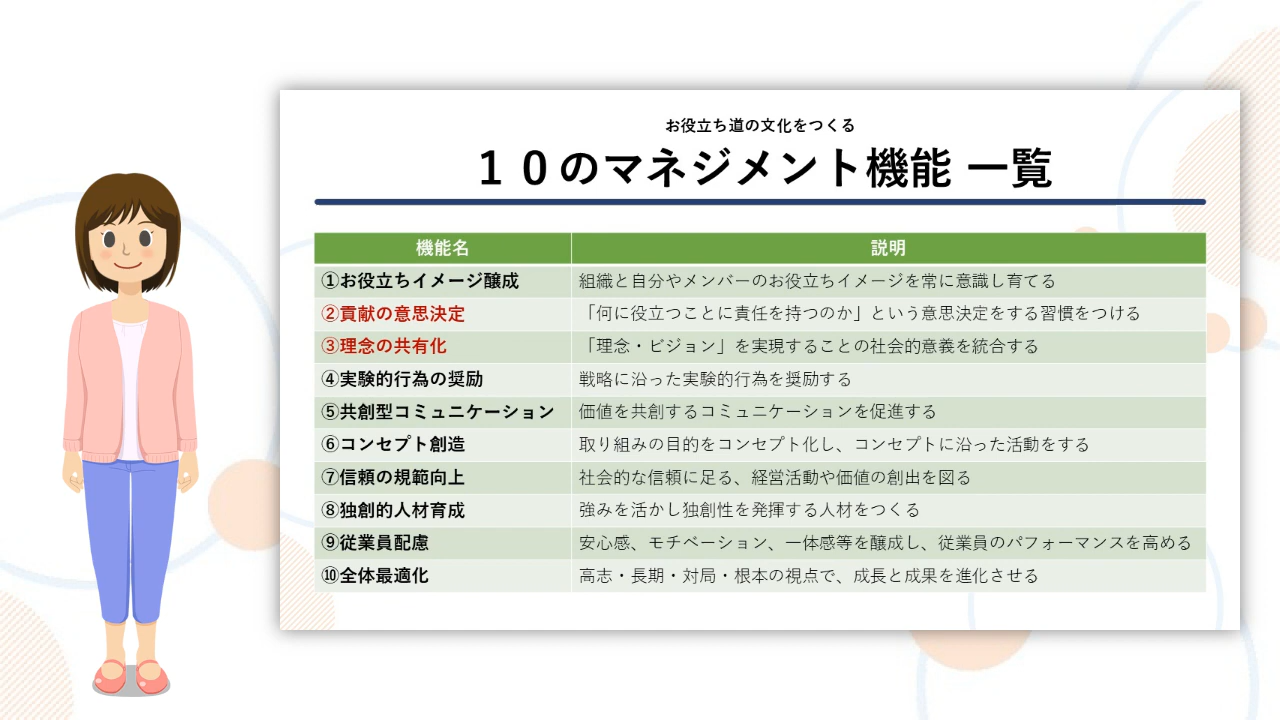 お役立ち道の文化をつくる
１０のマネジメント機能 一覧
機能名 説明
①お役立ちイメージ醸成 組織と自分やメンバーのお役立ちイメージを常に意識し育てる
②貢献の意思決定 「何に役立つことに責任を持つのか」という意思決定をする習慣をつける
③理念の共有化 「理念・ビジョン」を実現することの社会的意義を統合する
④実験的行為の奨励 戦略に沿った実験的行為を奨励する
⑤共創型コミュニケーション 価値を共創するコミュニケーションを促進する
⑥コンセプト創造 取り組みの目的をコンセプト化し、コンセプトに沿った活動をする
⑦信頼の規範向上 社会的な信頼に足る、経営活動や価値の創出を図る
⑧独創的人材育成 強みを活かし独創性を発揮する人材をつくる
⑨従業員配慮 安心感、モチベーション、一体感等を醸成し、従業員のパフォーマンスを高める
⑩全体最適化 高志・長期・対局・根本の視点で、成長と成果を進化させる